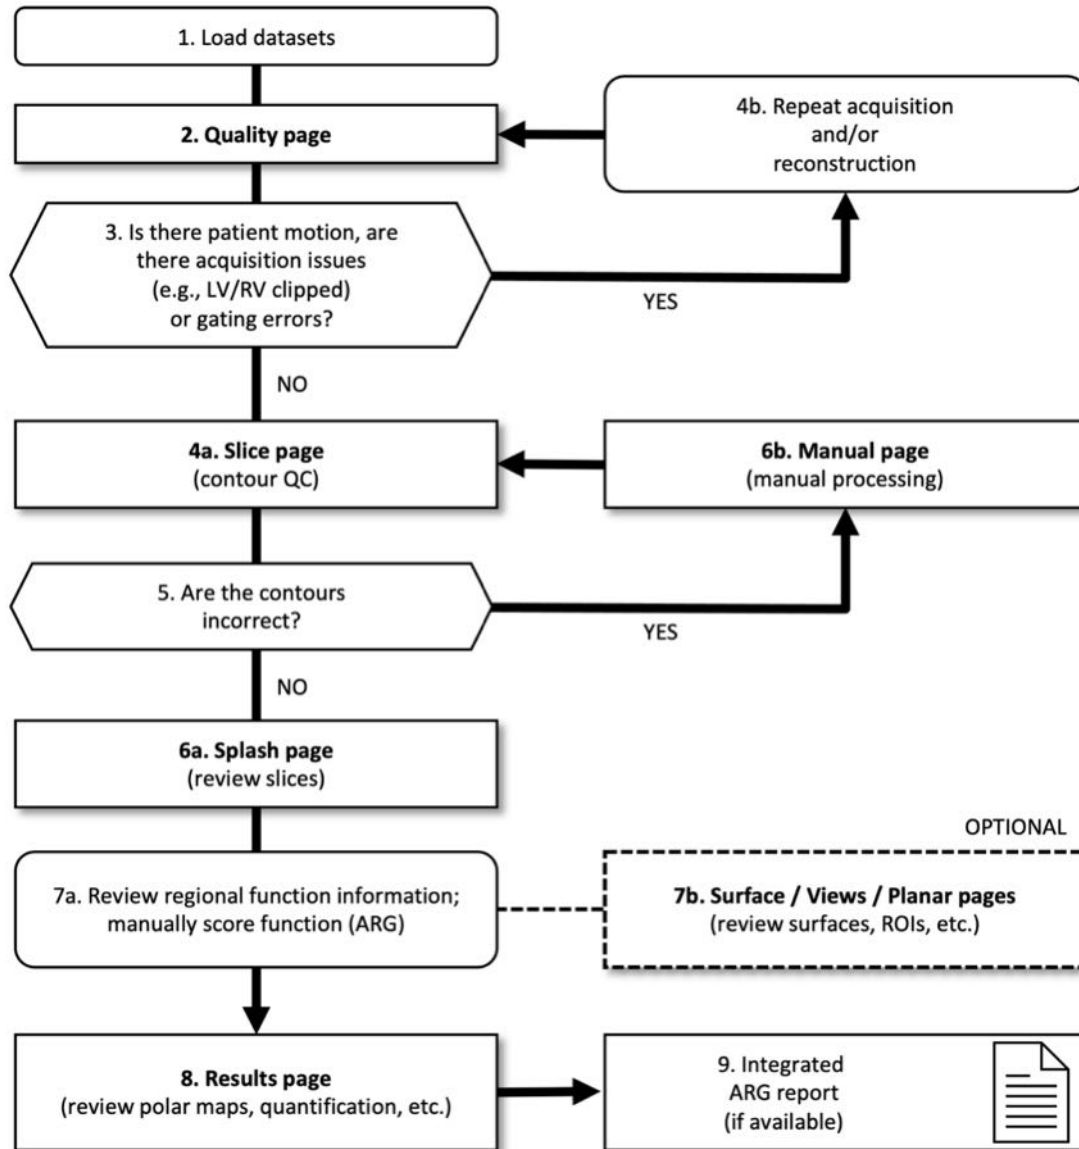 1. Load datasets
2. Quality page
4b. Repeat acquisition
and/or
reconstruction
3. Is there patient motion, are
there acquisition issues
(e.g., LV/RV clipped)
or gating errors?
YES
NO
4a. Slice page
(contour QC)
6b. Manual page
(manual processing)
5. Are the contours
incorrect?
YES
NO
6a. Splash page
(review slices)
OPTIONAL
7a. Review regional function information;
manually score function (ARG)
7b. Surface / Views / Planar pages
(review surfaces, ROIs, etc.)
8. Results page
(review polar maps, quantification, etc.)
9. Integrated
ARG report
(if available)